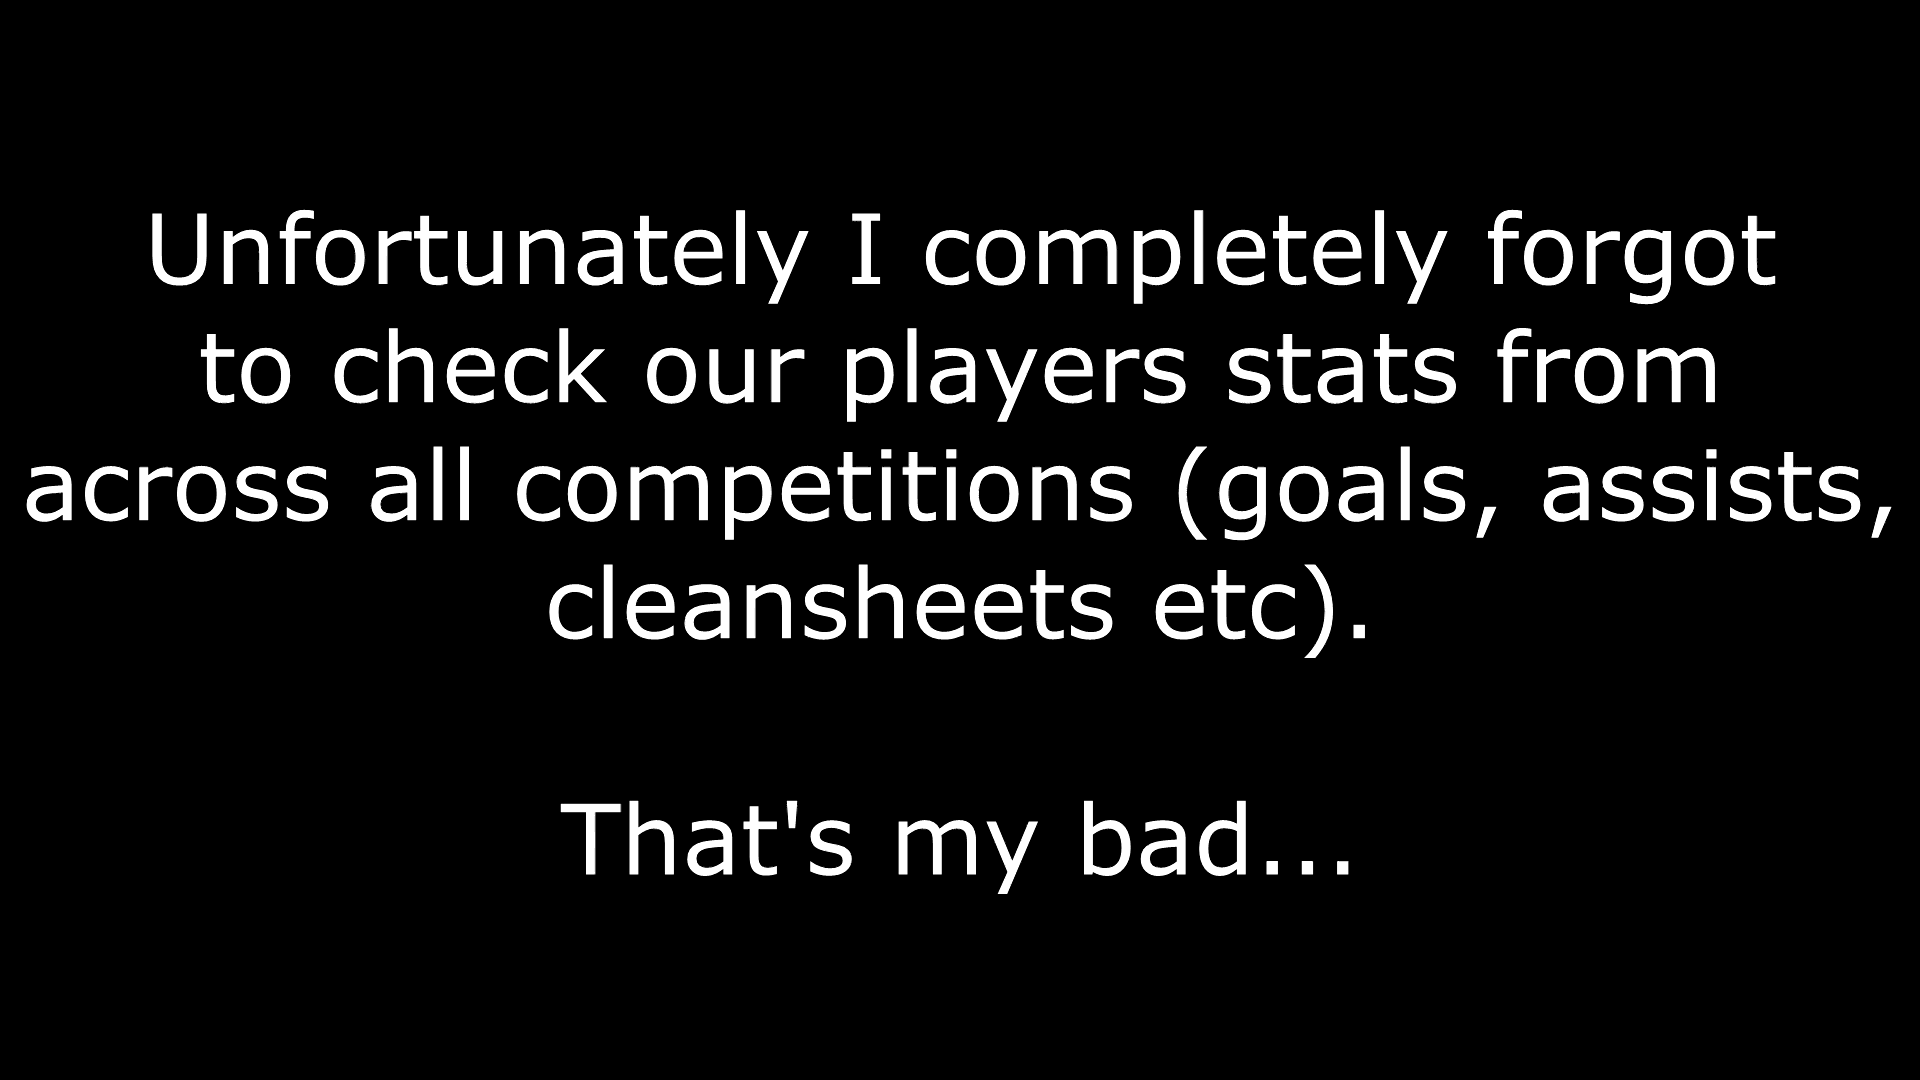 Unfortunately I completely forgot
to check our players stats from
across all competitions (goals, assists,
cleansheets etc).
That's my bad...